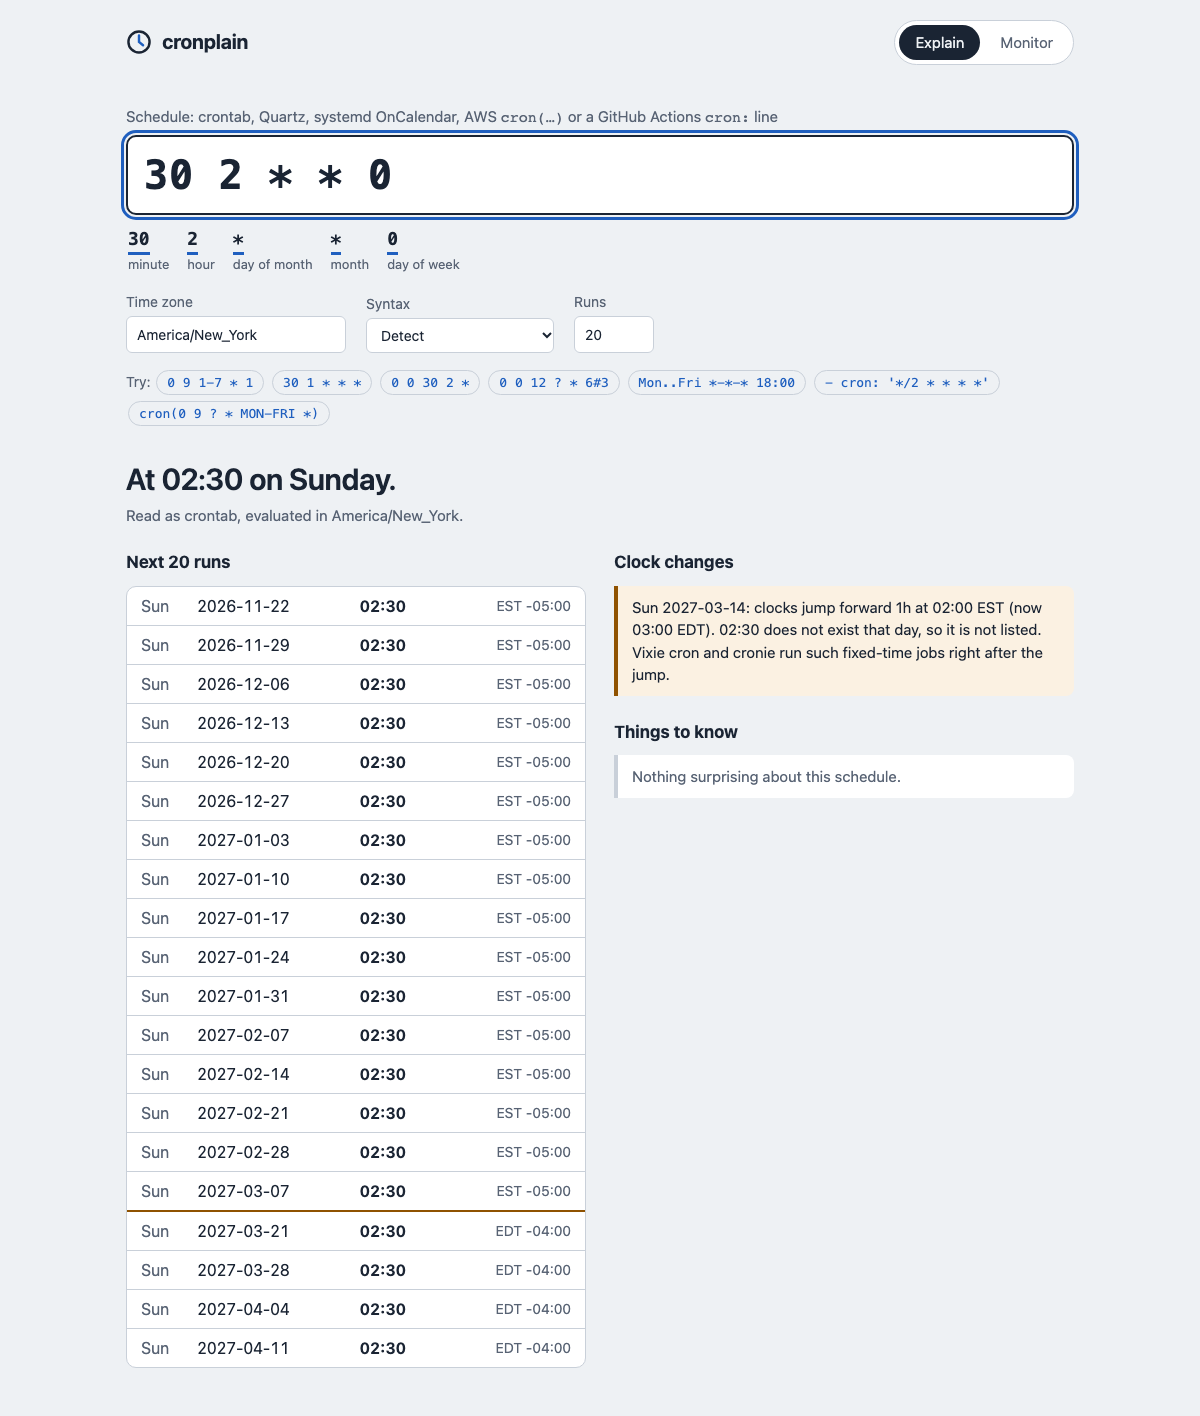 cronplain
Explain Monitor
Schedule: crontab, Quartz, systemd OnCalendar, AWS cron(…) or a GitHub Actions cron: line
30 2 * * 0
30 2 * * 0
minute hour day of month month day of week
Time zone Syntax Runs
America/New_York Detect 20
Try: 0 9 1-7 * 1 30 1 * * * 0 0 30 2 * 0 0 12 ? * 6#3 Mon..Fri *-*-* 18:00 - cron: '*/2 * * * *'
cron(0 9 ? * MON-FRI *)
At 02:30 on Sunday.
Read as crontab, evaluated in America/New_York.
Next 20 runs
Sun 2026-11-22 02:30 EST -05:00
Sun 2026-11-29 02:30 EST -05:00
Sun 2026-12-06 02:30 EST -05:00
Sun 2026-12-13 02:30 EST -05:00
Sun 2026-12-20 02:30 EST -05:00
Sun 2026-12-27 02:30 EST -05:00
Sun 2027-01-03 02:30 EST -05:00
Sun 2027-01-10 02:30 EST -05:00
Sun 2027-01-17 02:30 EST -05:00
Sun 2027-01-24 02:30 EST -05:00
Sun 2027-01-31 02:30 EST -05:00
Sun 2027-02-07 02:30 EST -05:00
Sun 2027-02-14 02:30 EST -05:00
Sun 2027-02-21 02:30 EST -05:00
Sun 2027-02-28 02:30 EST -05:00
Sun 2027-03-07 02:30 EST -05:00
Sun 2027-03-21 02:30 EDT -04:00
Sun 2027-03-28 02:30 EDT -04:00
Sun 2027-04-04 02:30 EDT -04:00
Sun 2027-04-11 02:30 EDT -04:00
Clock changes
Sun 2027-03-14: clocks jump forward 1h at 02:00 EST (now
03:00 EDT). 02:30 does not exist that day, so it is not listed.
Vixie cron and cronie run such fixed-time jobs right after the
jump.
Things to know
Nothing surprising about this schedule.